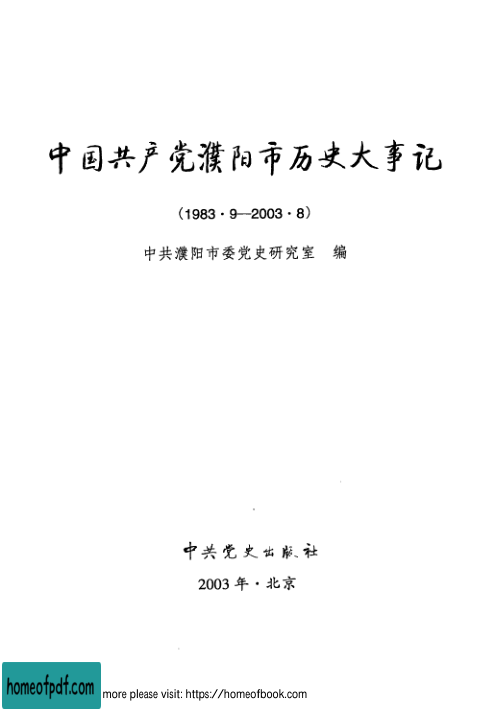 中国共产党濮阳市历史大事记
(1983·9—2003·8)
中共濮阳市委党史研究室 编
中共党史出版社
2003年·北京
homeofpdf.com
more please visit: https://homeofbook.com